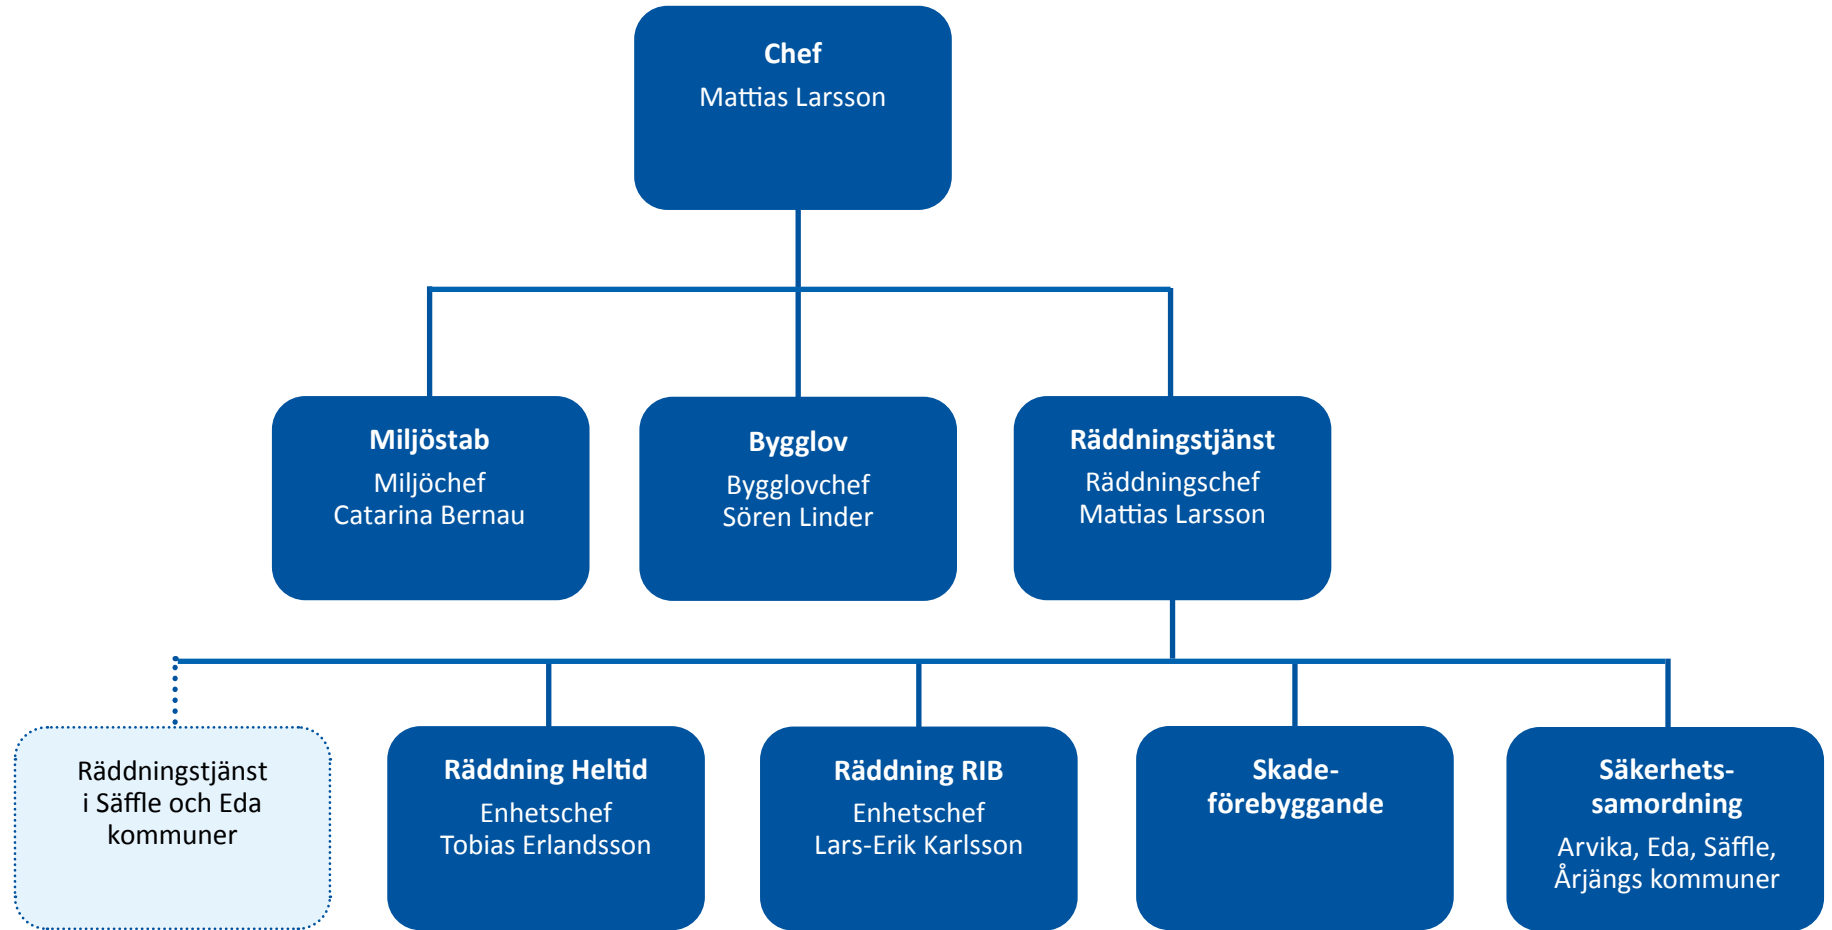 Chef
Mattias Larsson
Miljöstab
Miljöchef
Catarina Bernau
Bygglov
Bygglovchef
Sören Linder
Räddningstjänst
Räddningschef
Mattias Larsson
Räddningstjänst
i Säffle och Eda
kommuner
Räddning Heltid
Enhetschef
Tobias Erlandsson
Räddning RIB
Enhetschef
Lars-Erik Karlsson
Skade-
förebyggande
Säkerhets-
samordning
Arvika, Eda, Säffle,
Årjängs kommuner